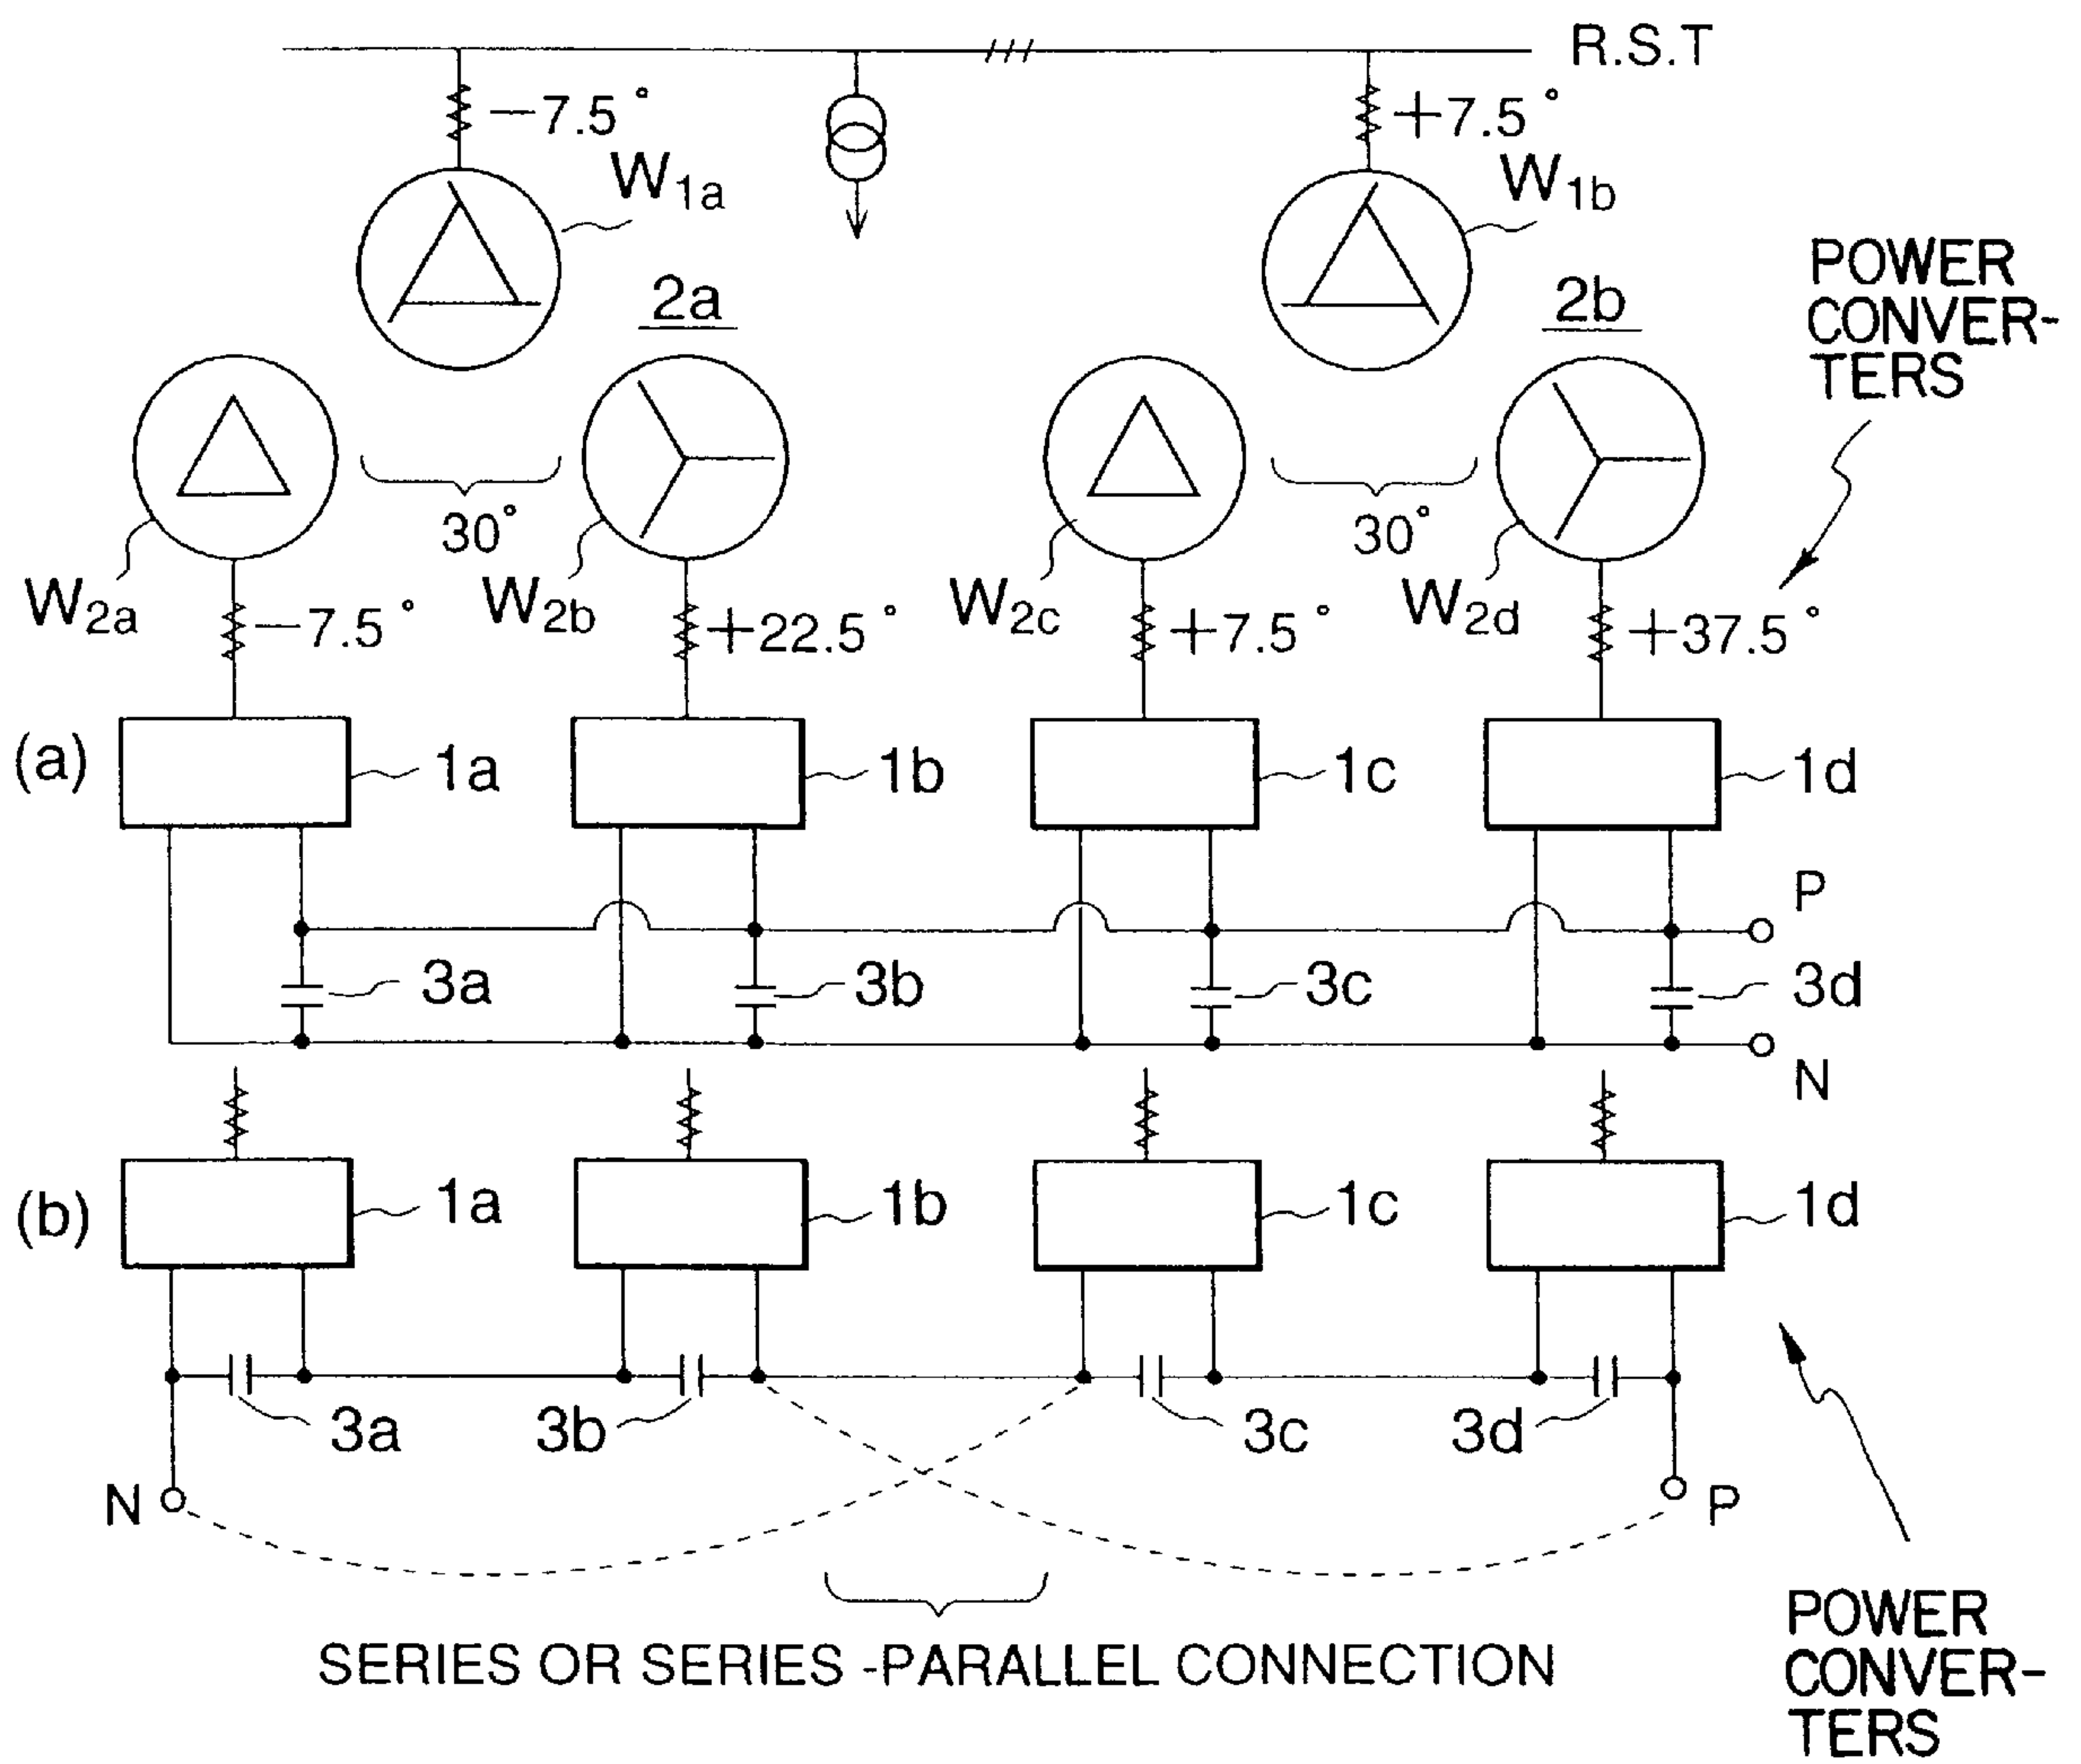 R.S.T
−7.5°
+7.5°
W1a
W1b
2a
2b
POWER
CONVER-
TERS
30°
30°
W2a
W2b
W2c
W2d
−7.5°
+22.5°
+7.5°
+37.5°
(a)
1a
1b
1c
1d
P
3a
3b
3c
3d
N
(b)
1a
1b
1c
1d
3a
3b
3c
3d
N
P
SERIES OR SERIES -PARALLEL CONNECTION
POWER
CONVER-
TERS